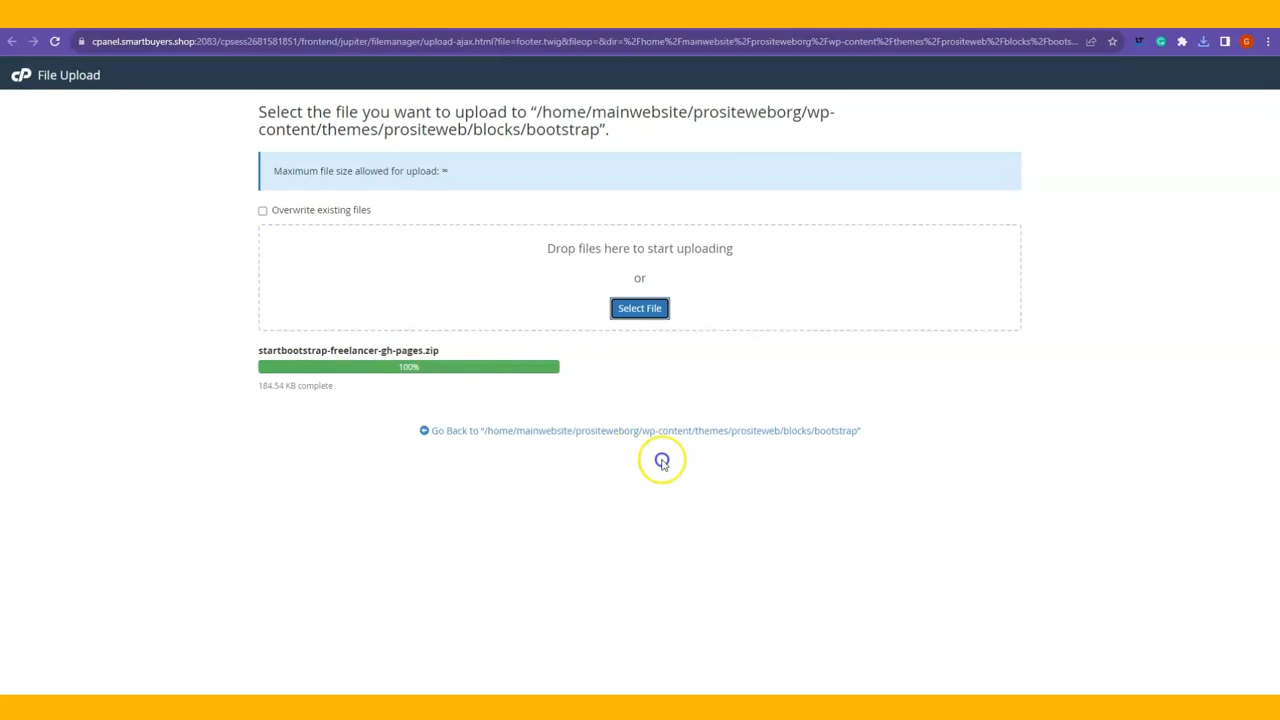 cpanel.smartbuyers.shop:2083/cpsess2681581851/frontend/jupiter/filemanager/upload-ajax.html?file=footer.twig&fileop=&dir=%2Fhome%2Fmainwebsite%2Fprositeweborg%2Fwp-content%2Fthemes%2Fprositeweb%2Fblocks%2Fboots...
cP File Upload
Select the file you want to upload to “/home/mainwebsite/prositeweborg/wp-
content/themes/prositeweb/blocks/bootstrap”.
Maximum file size allowed for upload: ∞
Overwrite existing files
Drop files here to start uploading
or
Select File
startbootstrap-freelancer-gh-pages.zip
100%
184.54 KB complete
Go Back to “/home/mainwebsite/prositeweborg/wp-content/themes/prositeweb/blocks/bootstrap”